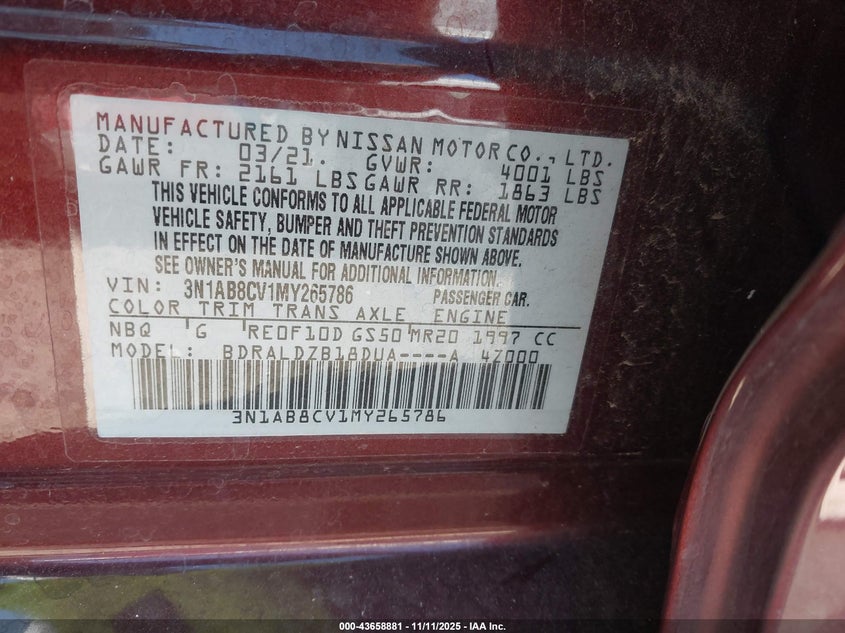 MANUFACTURED BY NISSAN MOTOR CO., LTD.
DATE: 03/21. GVWR: 4001 LBS
GAWR FR: 2161 LBS GAWR RR: 1863 LBS
THIS VEHICLE CONFORMS TO ALL APPLICABLE FEDERAL MOTOR
VEHICLE SAFETY, BUMPER AND THEFT PREVENTION STANDARDS
IN EFFECT ON THE DATE OF MANUFACTURE SHOWN ABOVE.
SEE OWNER'S MANUAL FOR ADDITIONAL INFORMATION.
VIN: 3N1AB8CV1MY265786 PASSENGER CAR.
COLOR TRIM TRANS AXLE ENGINE
NBQ G RE0F10D GS50 MR20 1997 CC
MODEL: BDRALDZB18DUA----A 4Z000
3N1AB8CV1MY265786
000-43658881 - 11/11/2025 - IAA Inc.